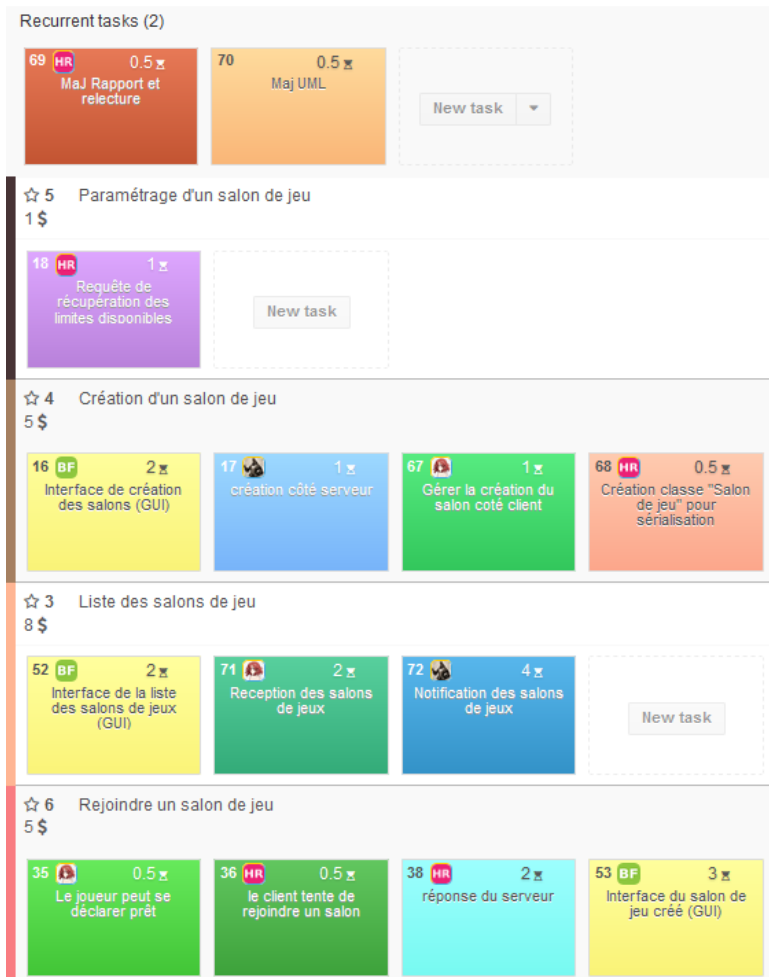 Recurrent tasks (2)
69 HR 0.5
MaJ Rapport et
relecture
70 0.5
Maj UML
New task
5 Paramétrage d'un salon de jeu
1 $
18 HR 1
Requête de
récupération des
limites disponibles
New task
4 Création d'un salon de jeu
5 $
16 BF 2
Interface de création
des salons (GUI)
17 1
création côté serveur
67 1
Gérer la création du
salon coté client
68 HR 0.5
Création classe "Salon
de jeu" pour
sérialisation
3 Liste des salons de jeu
8 $
52 BF 2
Interface de la liste
des salons de jeux
(GUI)
71 2
Reception des salons
de jeux
72 4
Notification des salons
de jeux
New task
6 Rejoindre un salon de jeu
5 $
35 0.5
Le joueur peut se
déclarer prêt
36 HR 0.5
le client tente de
rejoindre un salon
38 HR 2
réponse du serveur
53 BF 3
Interface du salon de
jeu créé (GUI)